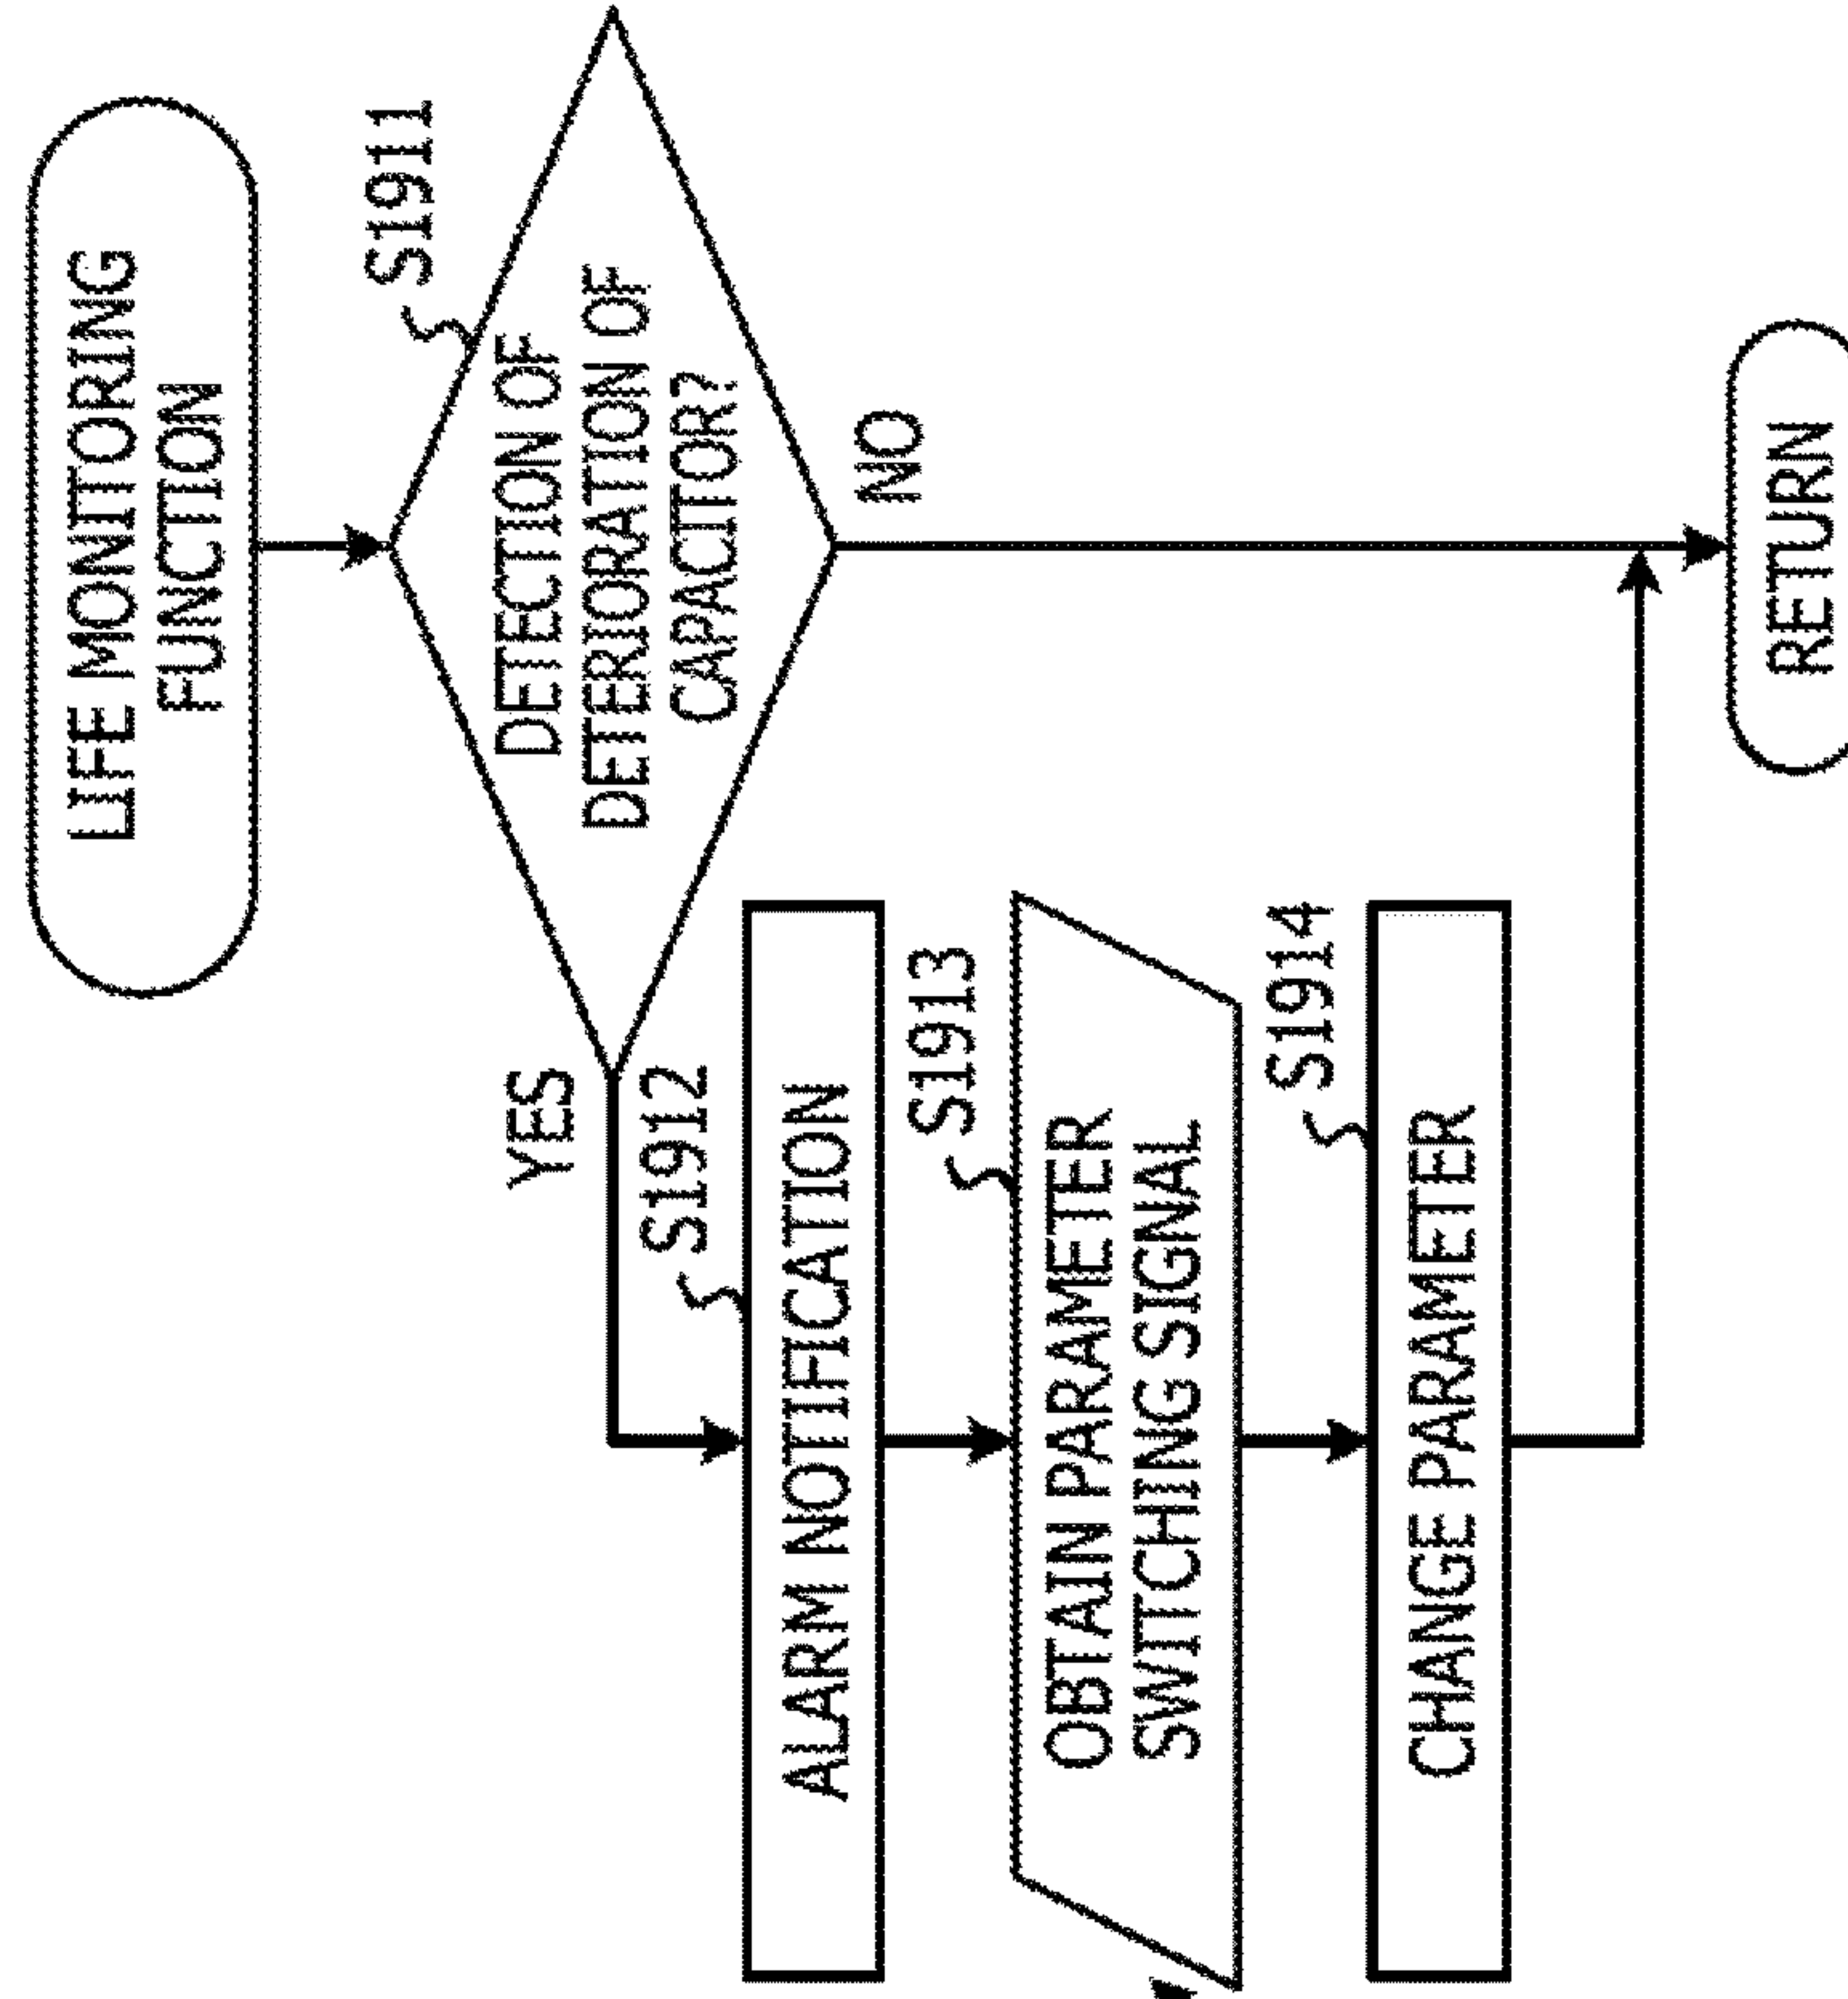 LIFE MONITORING
FUNCTION
S1911
DETECTION OF
DETERIORATION OF
CAPACITOR?
YES
NO
S1912
ALARM NOTIFICATION
S1913
OBTAIN PARAMETER
SWITCHING SIGNAL
S1914
CHANGE PARAMETER
RETURN